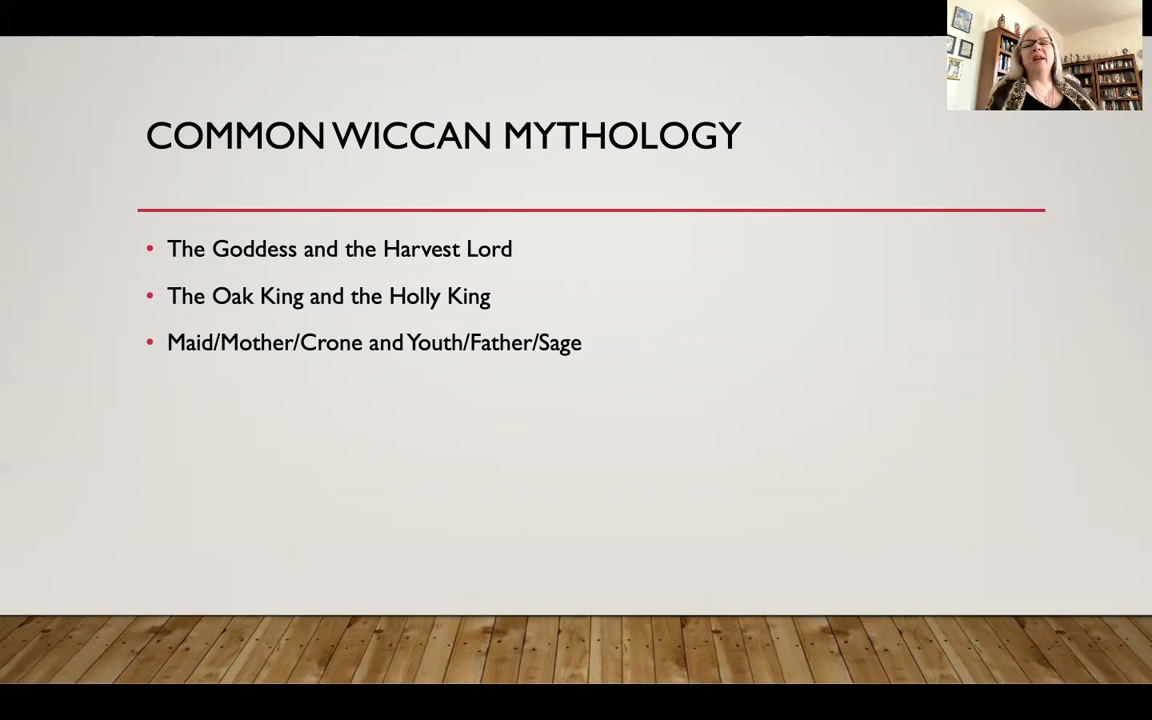 COMMON WICCAN MYTHOLOGY
• The Goddess and the Harvest Lord
• The Oak King and the Holly King
• Maid/Mother/Crone and Youth/Father/Sage